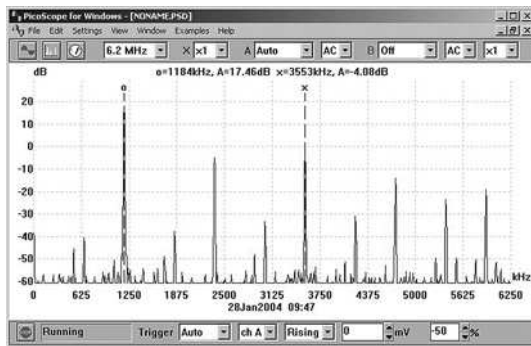 PicoScope for Windows - [NONAME.PSD]
File Edit Settings View Window Examples Help
6.2 MHz X x1 A Auto AC B Off AC x1
dB o=1184kHz, A=17.46dB x=3553kHz, A=-4.08dB
o x
20
10
0
-10
-20
-30
-40
-50
-60
kHz
0 625 1250 1875 2500 3125 3750 4375 5000 5625 6250
28Jan2004 09:47
Running Trigger Auto ch A Rising 0 mV -50 %